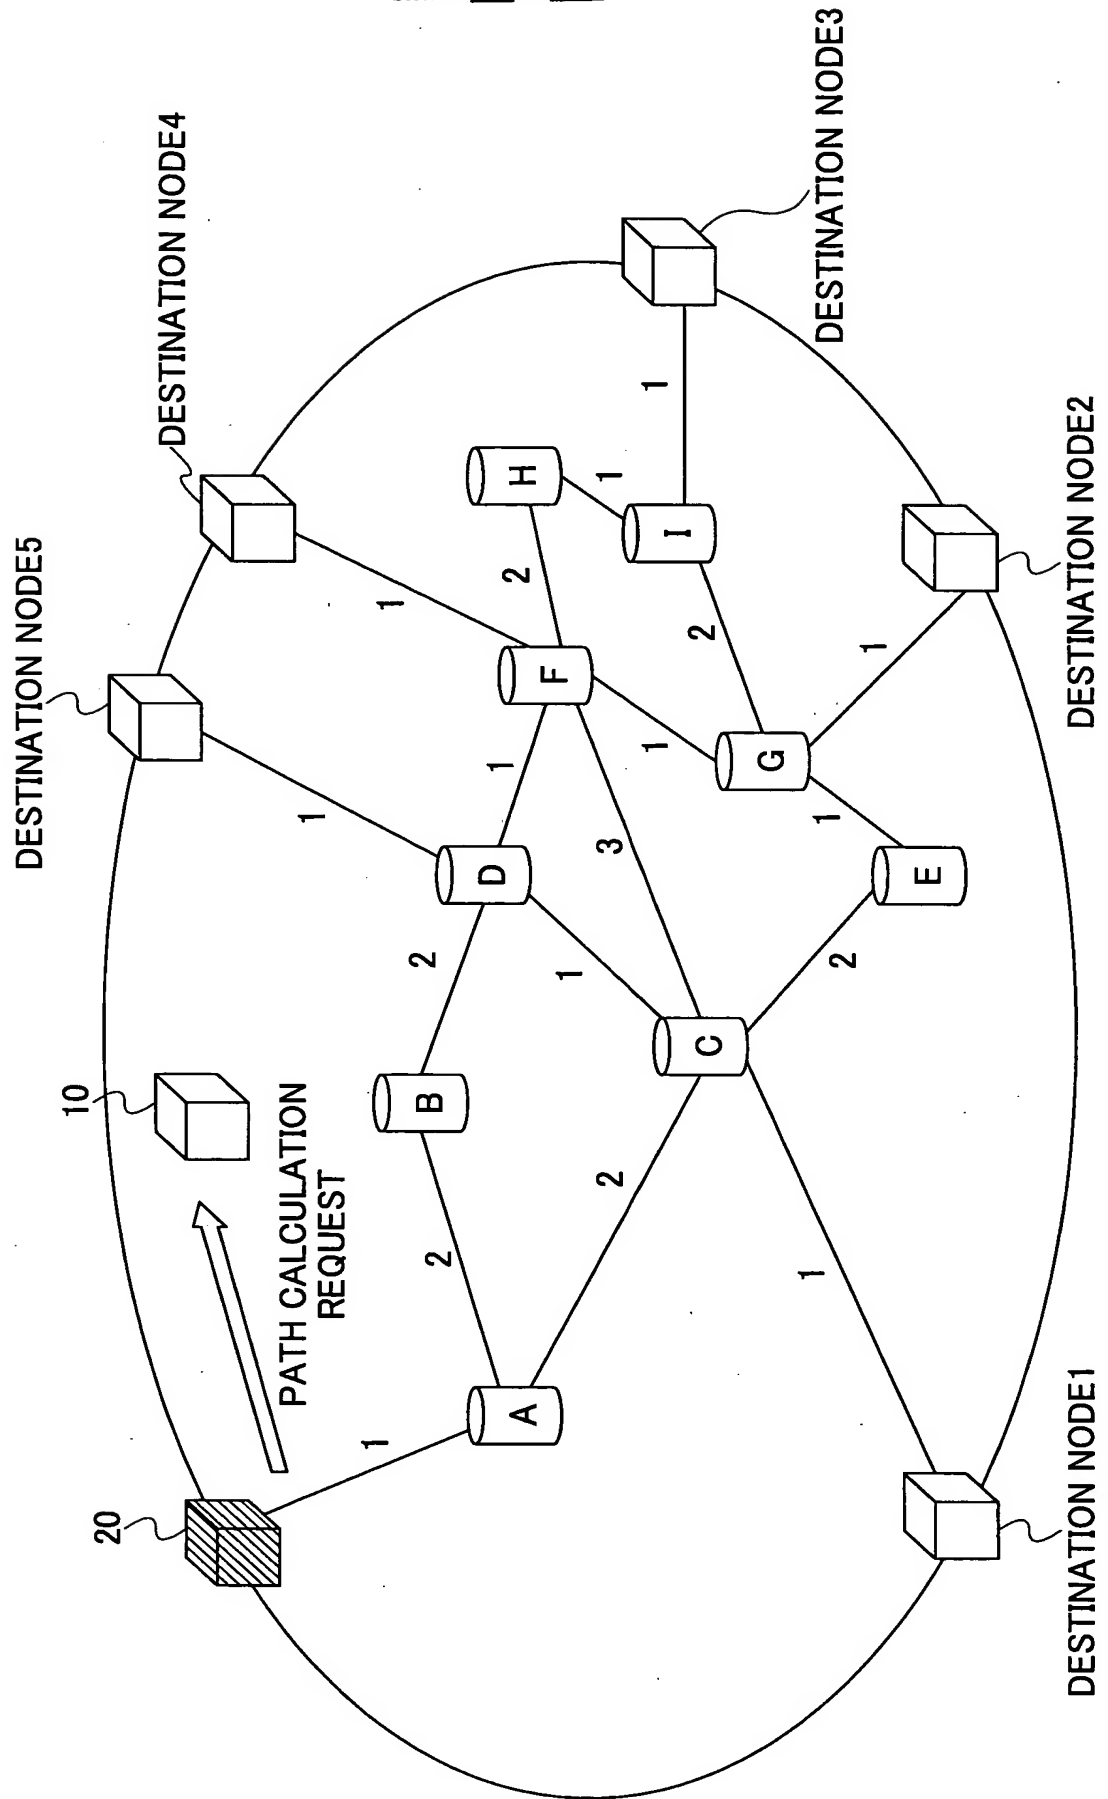 DESTINATION NODE5
10
20
DESTINATION NODE4
PATH CALCULATION
REQUEST
1
1
1
2
B
2
D
1
2
H
A
F
1
1
2
3
1
1
I
2
C
G
1
1
DESTINATION NODE3
2
1
E
DESTINATION NODE1
DESTINATION NODE2